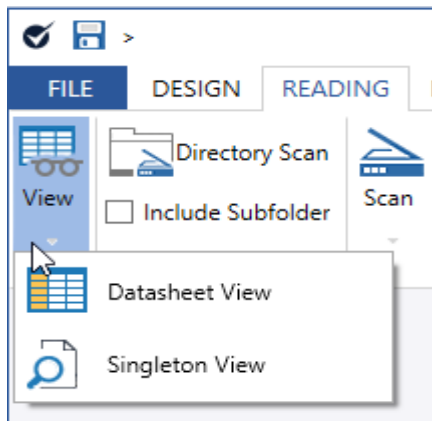 >
FILE DESIGN READING
Directory Scan
View Include Subfolder Scan
Datasheet View
Singleton View